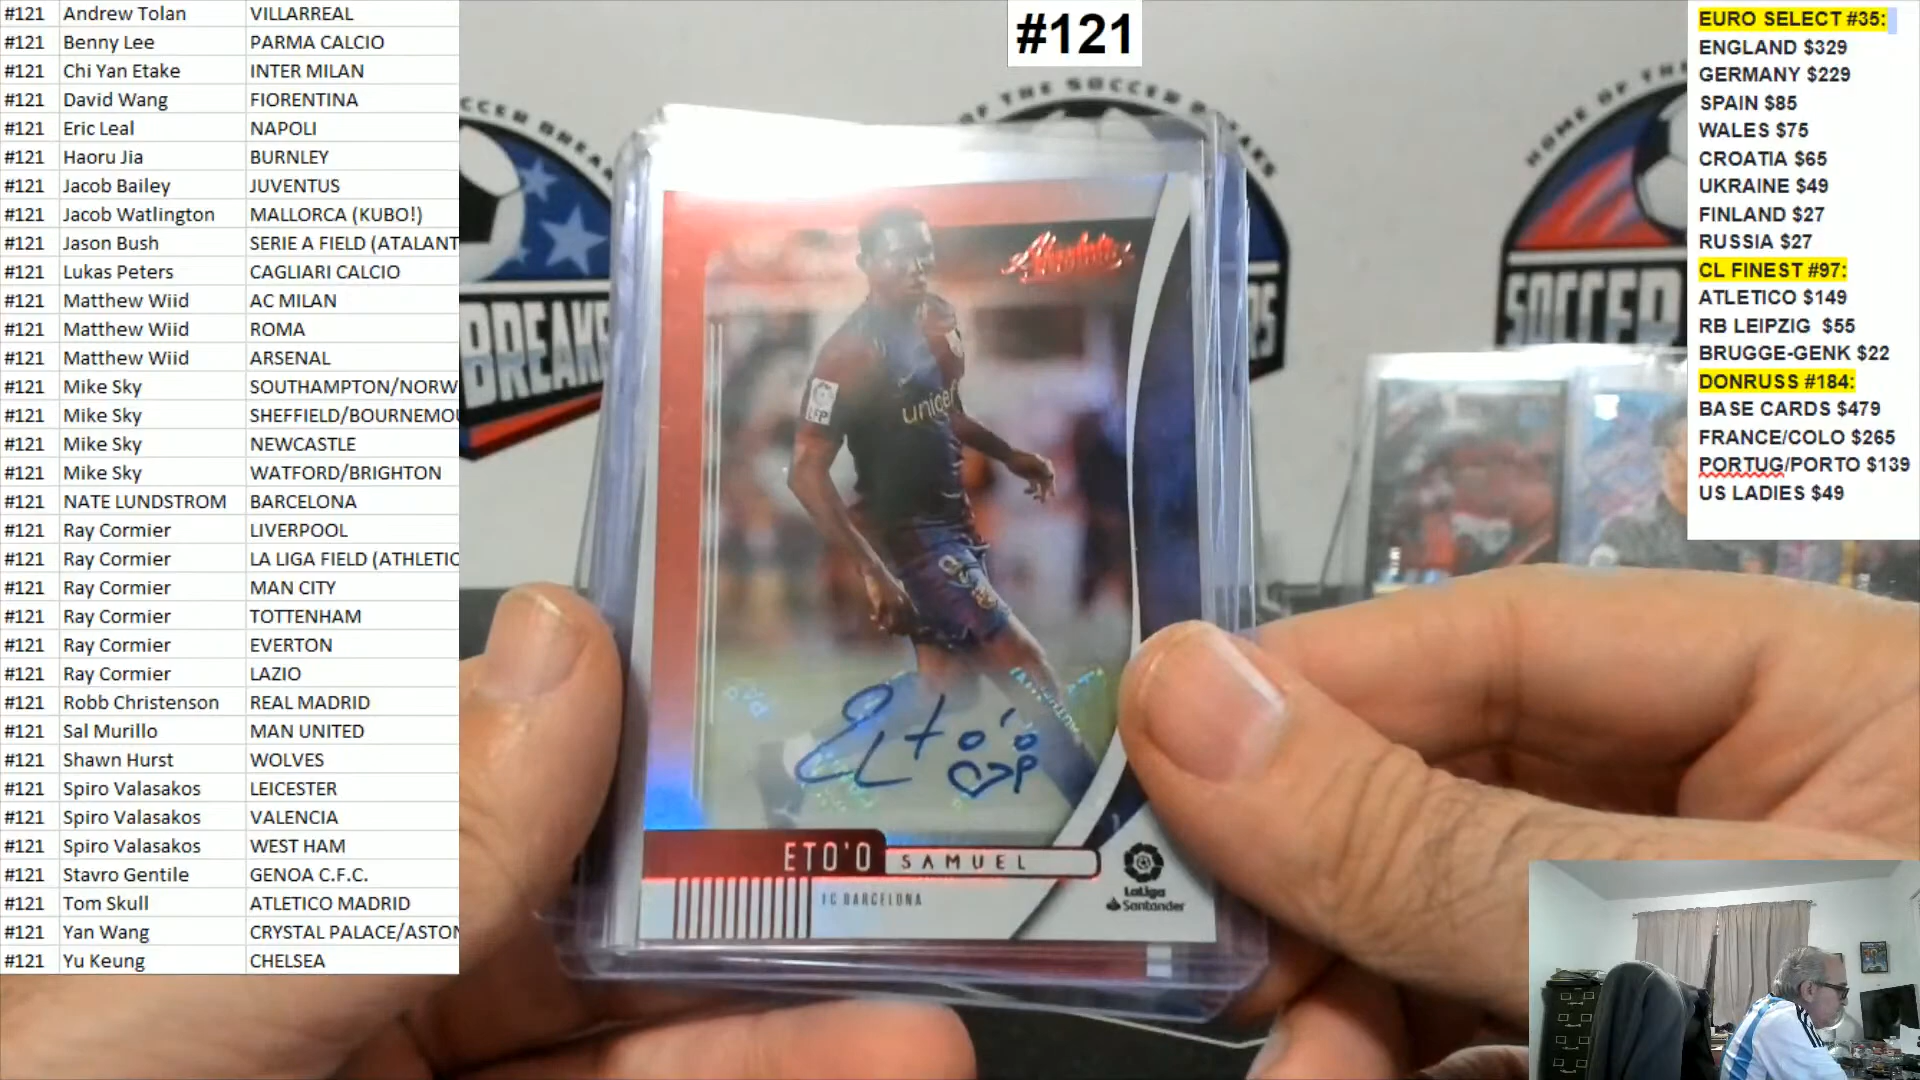 #121 Andrew Tolan VILLARREAL
#121 Benny Lee PARMA CALCIO
#121 Chi Yan Etake INTER MILAN
#121 David Wang FIORENTINA
#121 Eric Leal NAPOLI
#121 Haoru Jia BURNLEY
#121 Jacob Bailey JUVENTUS
#121 Jacob Watlington MALLORCA (KUBO!)
#121 Jason Bush SERIE A FIELD (ATALANT
#121 Lukas Peters CAGLIARI CALCIO
#121 Matthew Wiid AC MILAN
#121 Matthew Wiid ROMA
#121 Matthew Wiid ARSENAL
#121 Mike Sky SOUTHAMPTON/NORW
#121 Mike Sky SHEFFIELD/BOURNEMOU
#121 Mike Sky NEWCASTLE
#121 Mike Sky WATFORD/BRIGHTON
#121 NATE LUNDSTROM BARCELONA
#121 Ray Cormier LIVERPOOL
#121 Ray Cormier LA LIGA FIELD (ATHLETIC
#121 Ray Cormier MAN CITY
#121 Ray Cormier TOTTENHAM
#121 Ray Cormier EVERTON
#121 Ray Cormier LAZIO
#121 Robb Christenson REAL MADRID
#121 Sal Murillo MAN UNITED
#121 Shawn Hurst WOLVES
#121 Spiro Valasakos LEICESTER
#121 Spiro Valasakos VALENCIA
#121 Spiro Valasakos WEST HAM
#121 Stavro Gentile GENOA C.F.C.
#121 Tom Skull ATLETICO MADRID
#121 Yan Wang CRYSTAL PALACE/ASTON
#121 Yu Keung CHELSEA
#121
OF THE SOCCER
BREAK
HOME OF THE
SOCCER
Absolute
LFP
unicef
Eto'o
ETO'O SAMUEL
FC BARCELONA
LaLiga
Santander
EURO SELECT #35:
ENGLAND $329
GERMANY $229
SPAIN $85
WALES $75
CROATIA $65
UKRAINE $49
FINLAND $27
RUSSIA $27
CL FINEST #97:
ATLETICO $149
RB LEIPZIG $55
BRUGGE-GENK $22
DONRUSS #184:
BASE CARDS $479
FRANCE/COLO $265
PORTUG/PORTO $139
US LADIES $49